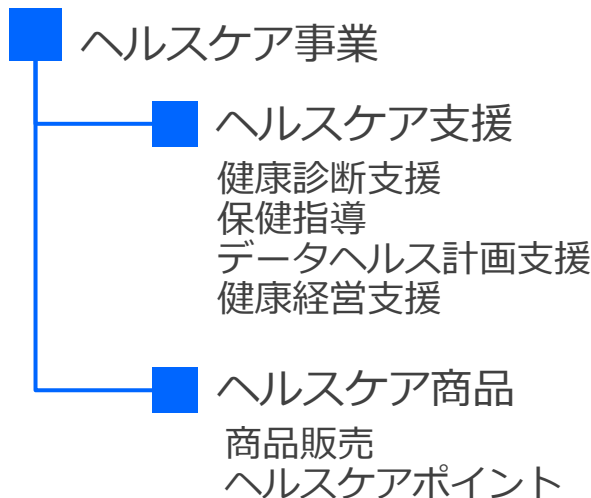 ヘルスケア事業
ヘルスケア支援
健康診断支援
保健指導
データヘルス計画支援
健康経営支援
ヘルスケア商品
商品販売
ヘルスケアポイント